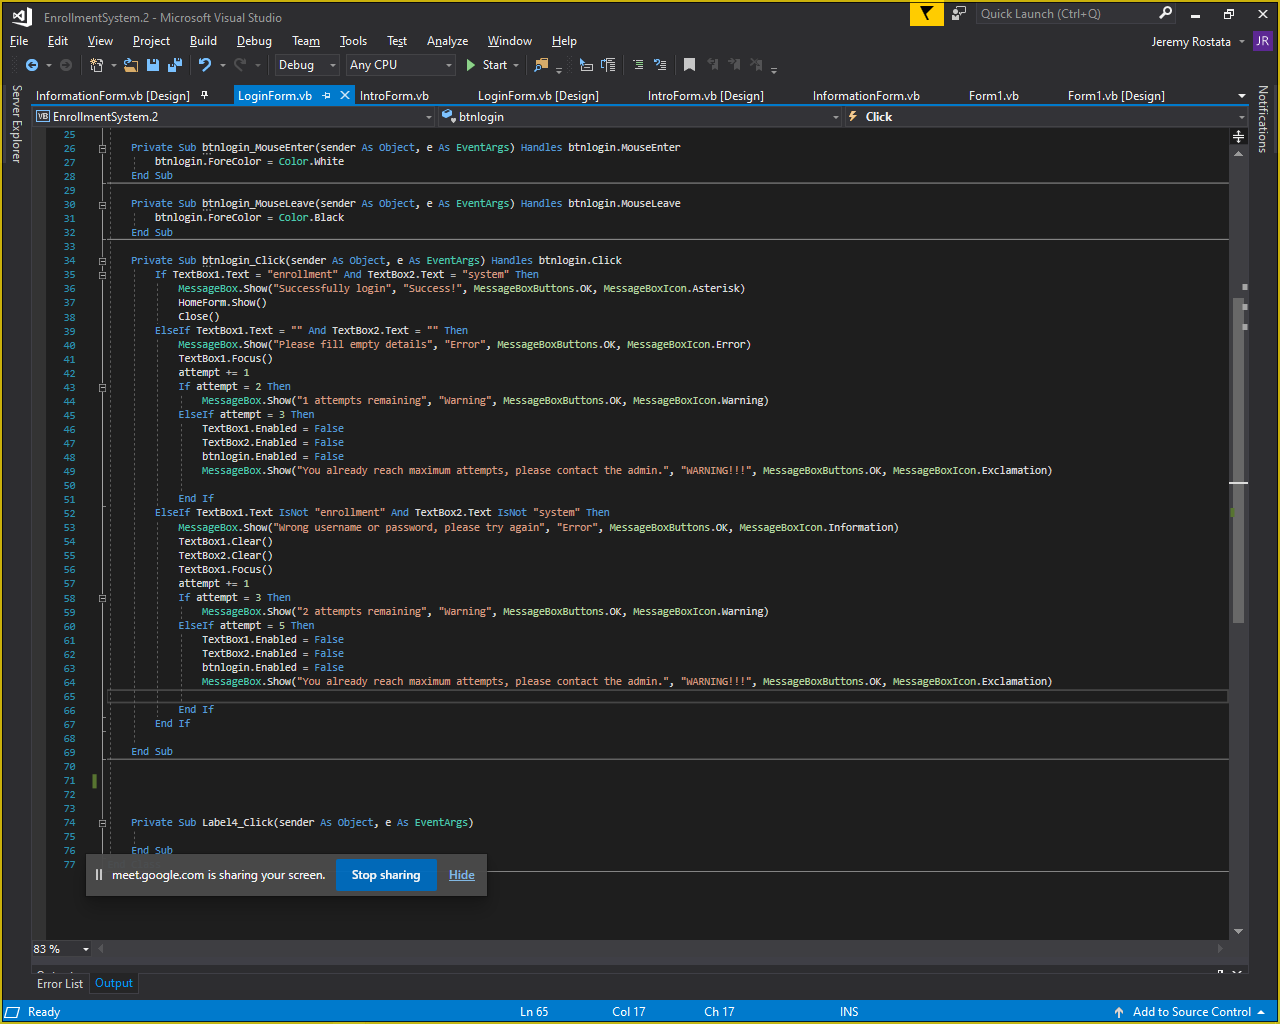 EnrollmentSystem.2 - Microsoft Visual Studio
Quick Launch (Ctrl+Q)
File Edit View Project Build Debug Team Tools Test Analyze Window Help
Jeremy Rostata JR
Debug Any CPU Start
Server Explorer
Notifications
InformationForm.vb [Design] LoginForm.vb IntroForm.vb LoginForm.vb [Design] IntroForm.vb [Design] InformationForm.vb Form1.vb Form1.vb [Design]
VB EnrollmentSystem.2 btnlogin Click
25
26 Private Sub btnlogin_MouseEnter(sender As Object, e As EventArgs) Handles btnlogin.MouseEnter
27 btnlogin.ForeColor = Color.White
28 End Sub
29
30 Private Sub btnlogin_MouseLeave(sender As Object, e As EventArgs) Handles btnlogin.MouseLeave
31 btnlogin.ForeColor = Color.Black
32 End Sub
33
34 Private Sub btnlogin_Click(sender As Object, e As EventArgs) Handles btnlogin.Click
35 If TextBox1.Text = "enrollment" And TextBox2.Text = "system" Then
36 MessageBox.Show("Successfully login", "Success!", MessageBoxButtons.OK, MessageBoxIcon.Asterisk)
37 HomeForm.Show()
38 Close()
39 ElseIf TextBox1.Text = "" And TextBox2.Text = "" Then
40 MessageBox.Show("Please fill empty details", "Error", MessageBoxButtons.OK, MessageBoxIcon.Error)
41 TextBox1.Focus()
42 attempt += 1
43 If attempt = 2 Then
44 MessageBox.Show("1 attempts remaining", "Warning", MessageBoxButtons.OK, MessageBoxIcon.Warning)
45 ElseIf attempt = 3 Then
46 TextBox1.Enabled = False
47 TextBox2.Enabled = False
48 btnlogin.Enabled = False
49 MessageBox.Show("You already reach maximum attempts, please contact the admin.", "WARNING!!!", MessageBoxButtons.OK, MessageBoxIcon.Exclamation)
50
51 End If
52 ElseIf TextBox1.Text IsNot "enrollment" And TextBox2.Text IsNot "system" Then
53 MessageBox.Show("Wrong username or password, please try again", "Error", MessageBoxButtons.OK, MessageBoxIcon.Information)
54 TextBox1.Clear()
55 TextBox2.Clear()
56 TextBox1.Focus()
57 attempt += 1
58 If attempt = 3 Then
59 MessageBox.Show("2 attempts remaining", "Warning", MessageBoxButtons.OK, MessageBoxIcon.Warning)
60 ElseIf attempt = 5 Then
61 TextBox1.Enabled = False
62 TextBox2.Enabled = False
63 btnlogin.Enabled = False
64 MessageBox.Show("You already reach maximum attempts, please contact the admin.", "WARNING!!!", MessageBoxButtons.OK, MessageBoxIcon.Exclamation)
65
66 End If
67 End If
68
69 End Sub
70
71
72
73
74 Private Sub Label4_Click(sender As Object, e As EventArgs)
75
76 End Sub
77
meet.google.com is sharing your screen. Stop sharing Hide
83 %
Error List Output
Ready Ln 65 Col 17 Ch 17 INS Add to Source Control